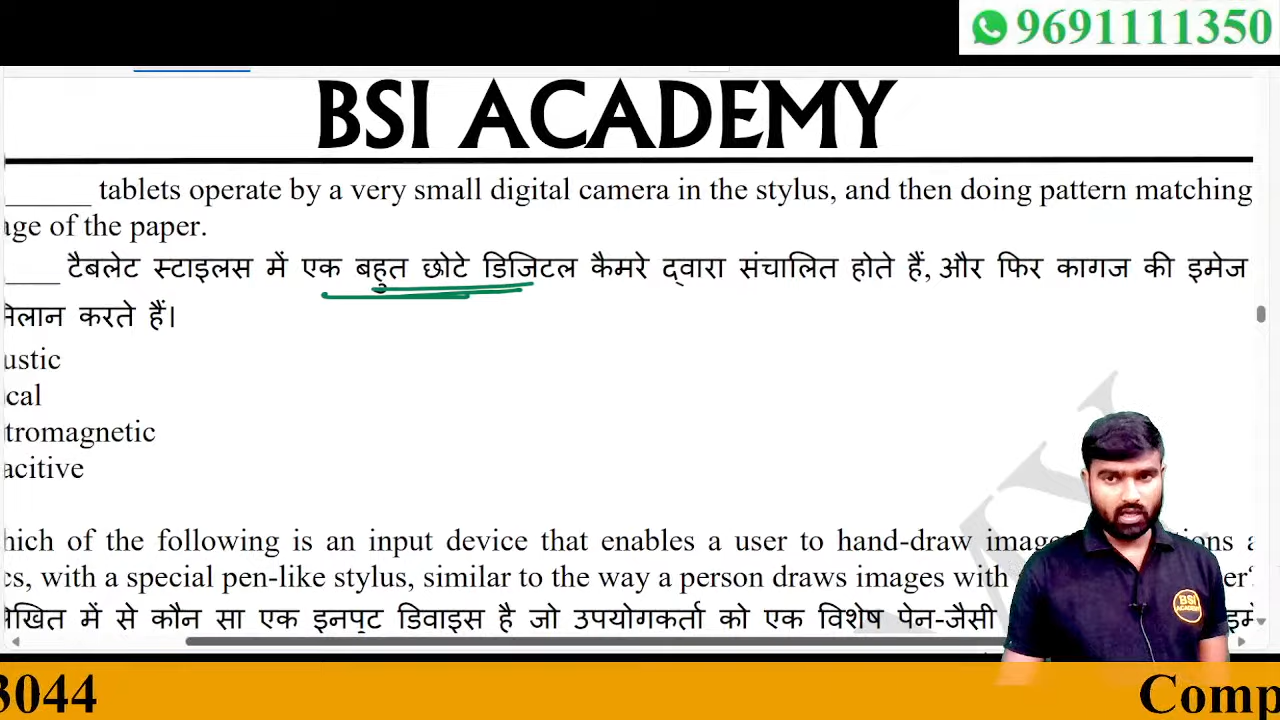 9691111350
BSI ACADEMY
_______ tablets operate by a very small digital camera in the stylus, and then doing pattern matching
age of the paper.
____ टैबलेट स्टाइलस में एक बहुत छोटे डिजिटल कैमरे द्वारा संचालित होते हैं, और फिर कागज की इमेज
मिलान करते हैं।
ustic
ical
tromagnetic
acitive
hich of the following is an input device that enables a user to hand-draw
cs, with a special pen-like stylus, similar to the way a person draws images with
में से कौन सा एक इनपुट डिवाइस है जो उपयोगकर्ता को एक विशेष पेन-जैसी
BSI
ACADEMY
3044
Comp